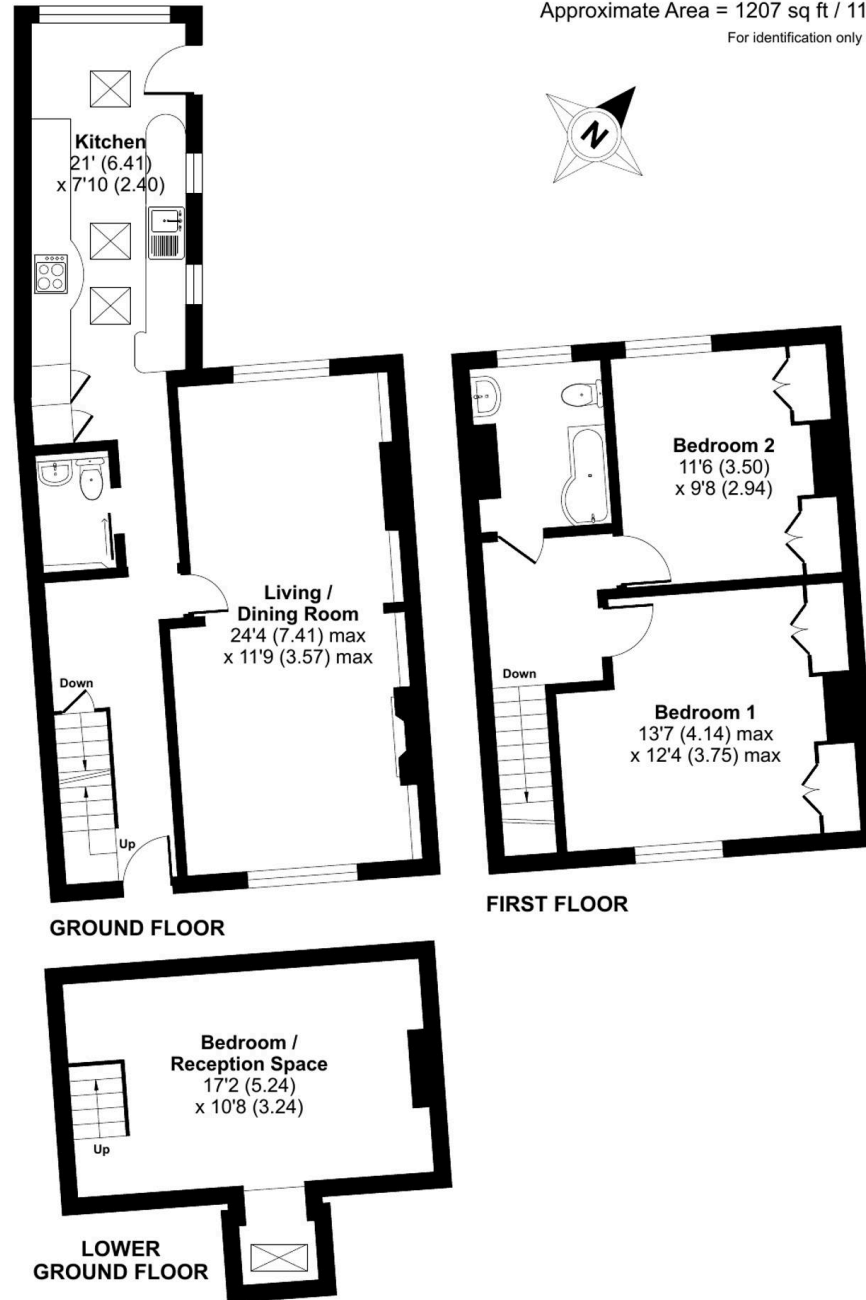 Approximate Area = 1207 sq ft / 11
For identification only
N
Kitchen
21' (6.41)
x 7'10 (2.40)
Living /
Dining Room
24'4 (7.41) max
x 11'9 (3.57) max
Down
Up
GROUND FLOOR
Bedroom 2
11'6 (3.50)
x 9'8 (2.94)
Down
Bedroom 1
13'7 (4.14) max
x 12'4 (3.75) max
FIRST FLOOR
Bedroom /
Reception Space
17'2 (5.24)
x 10'8 (3.24)
Up
LOWER
GROUND FLOOR